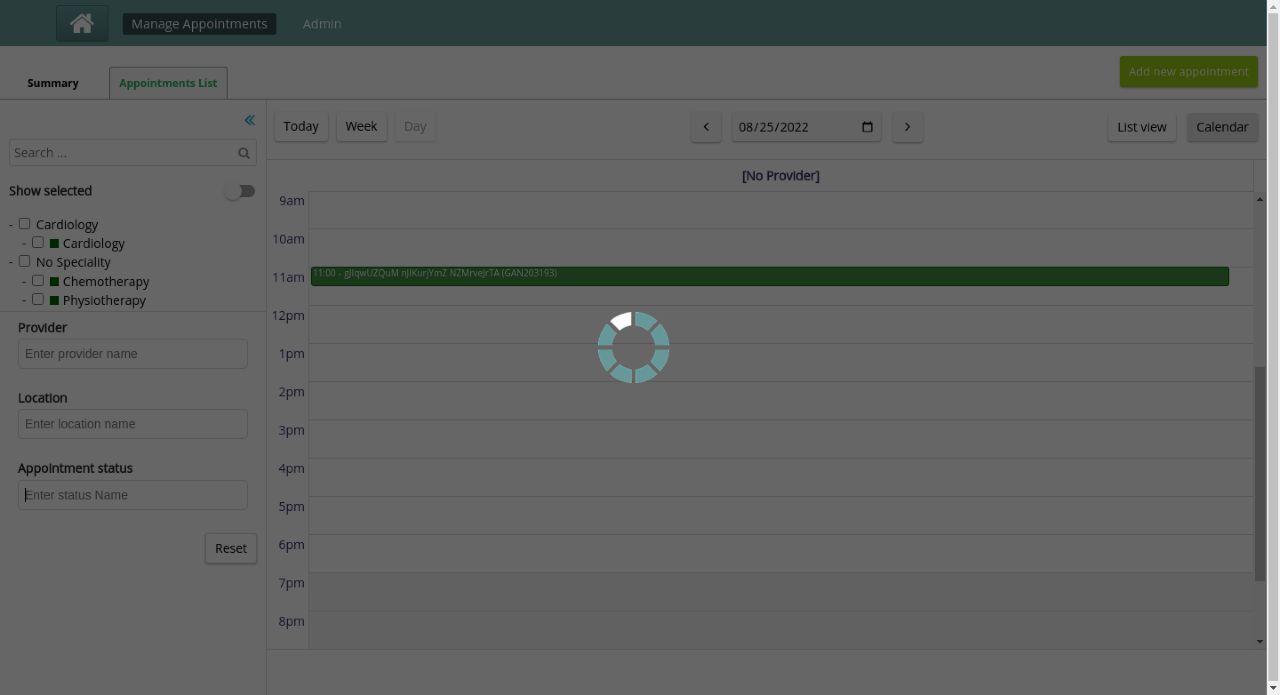 Manage Appointments Admin
Summary Appointments List Add new appointment
Today Week Day 08/25/2022 List view Calendar
Search ...
Show selected
- Cardiology
- Cardiology
- No Speciality
- Chemotherapy
- Physiotherapy
Provider
Enter provider name
Location
Enter location name
Appointment status
Enter status Name
Reset
[No Provider]
9am
10am
11am
11:00 - (GAN203193)
12pm
1pm
2pm
3pm
4pm
5pm
6pm
7pm
8pm